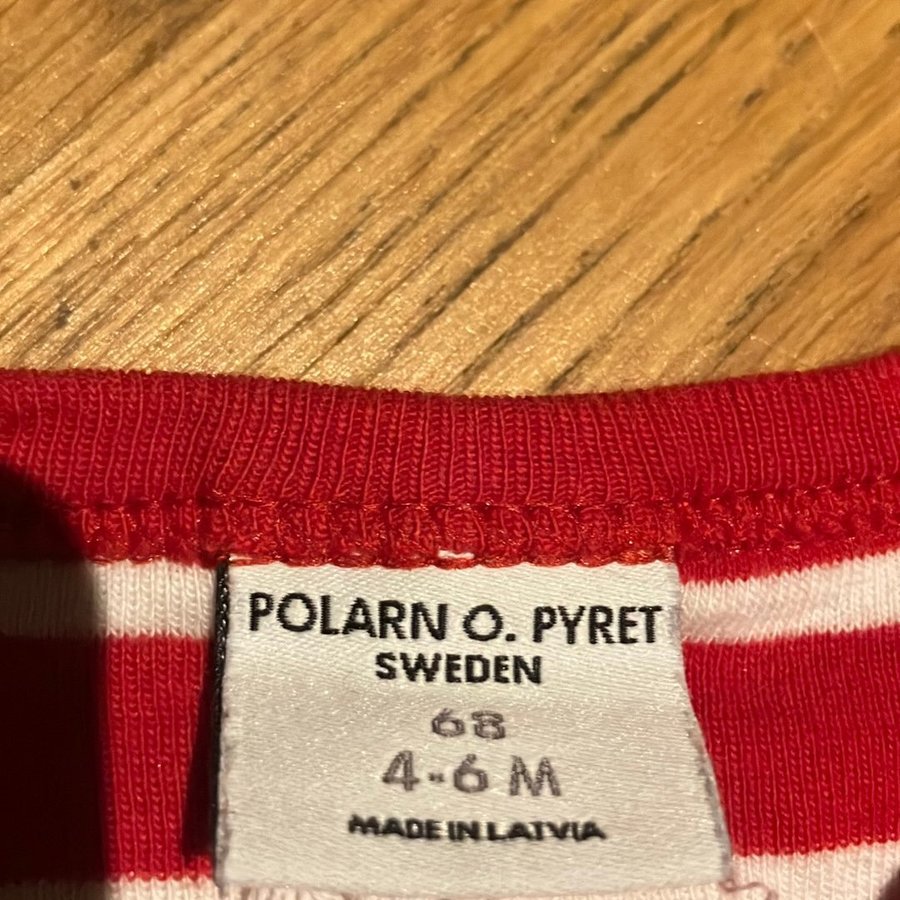 POLARN O. PYRET
SWEDEN
68
4-6 M
MADE IN LATVIA